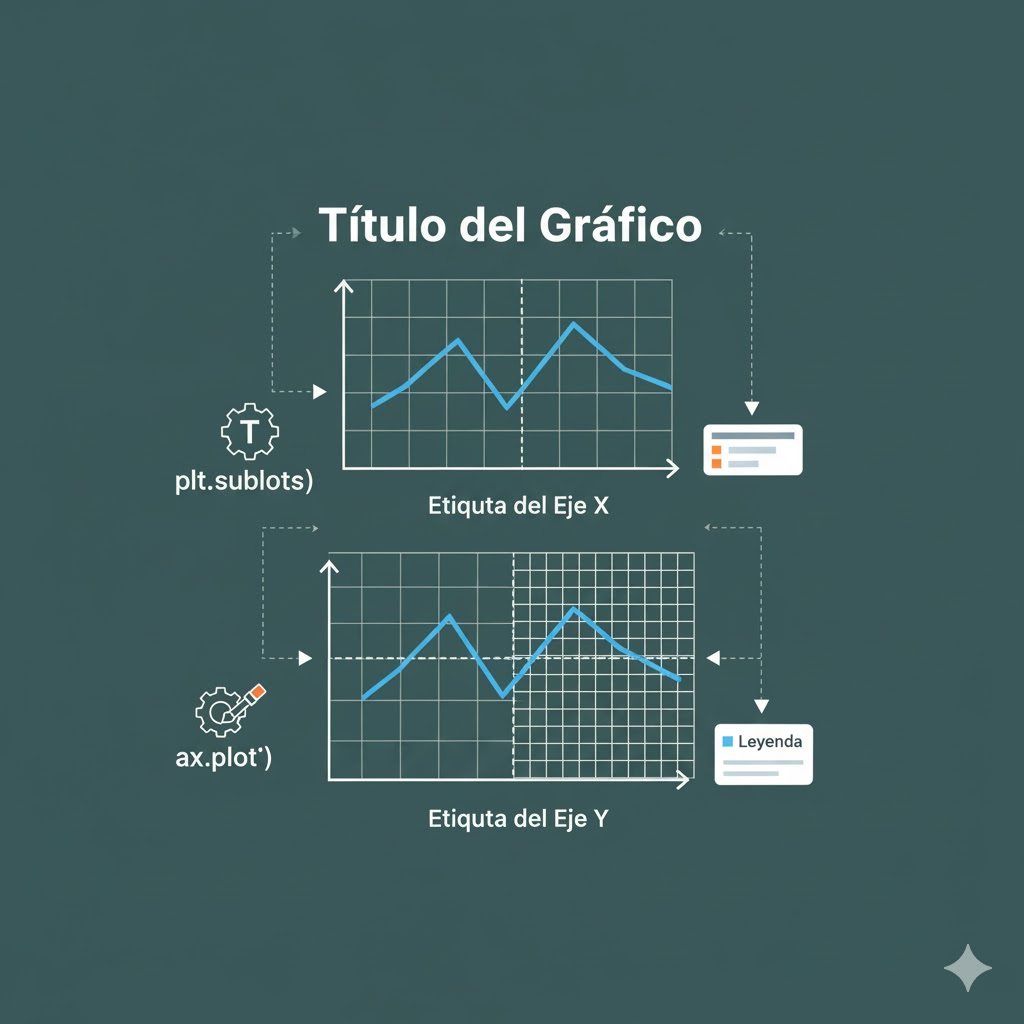 Título del Gráfico
T
plt.sublots)
Etiquta del Eje X
Leyenda
ax.plot')
Etiquta del Eje Y